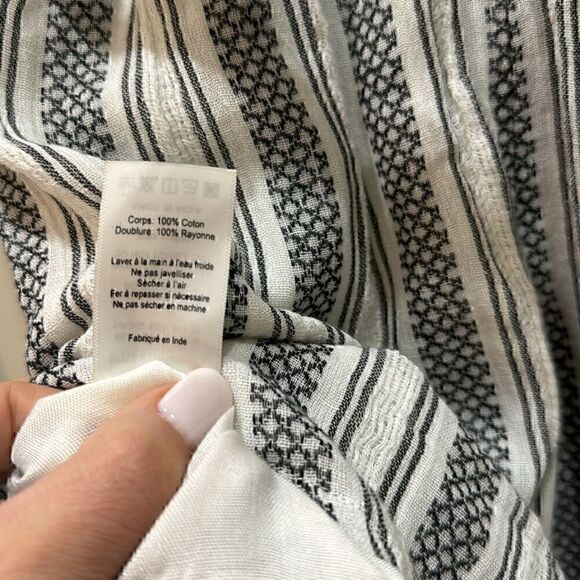 Corps: 100% Coton
Doublure: 100% Rayonne
Laver à la main à l'eau froide
Ne pas javelliser
Sécher à l'air
Fer à repasser si nécessaire
Ne pas sécher en machine
Fabriqué en Inde